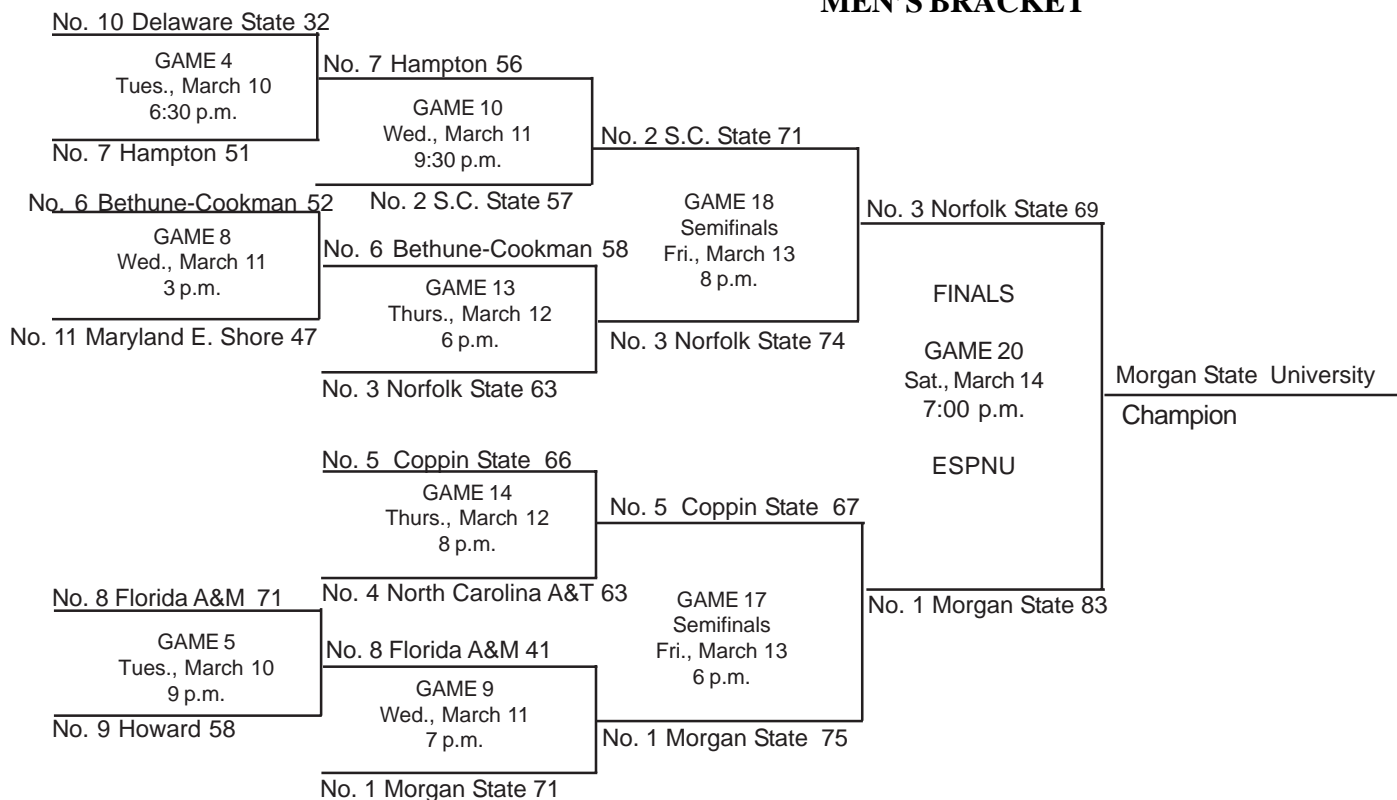 MEN'S BRACKET
No. 10 Delaware State 32
GAME 4
Tues., March 10
6:30 p.m.
No. 7 Hampton 51
No. 6 Bethune-Cookman 52
GAME 8
Wed., March 11
3 p.m.
No. 11 Maryland E. Shore 47
No. 7 Hampton 56
GAME 10
Wed., March 11
9:30 p.m.
No. 2 S.C. State 57
No. 6 Bethune-Cookman 58
GAME 13
Thurs., March 12
6 p.m.
No. 3 Norfolk State 63
No. 2 S.C. State 71
GAME 18
Semifinals
Fri., March 13
8 p.m.
No. 3 Norfolk State 74
No. 5 Coppin State 66
GAME 14
Thurs., March 12
8 p.m.
No. 4 North Carolina A&T 63
No. 8 Florida A&M 71
GAME 5
Tues., March 10
9 p.m.
No. 9 Howard 58
No. 8 Florida A&M 41
GAME 9
Wed., March 11
7 p.m.
No. 1 Morgan State 71
No. 5 Coppin State 67
GAME 17
Semifinals
Fri., March 13
6 p.m.
No. 1 Morgan State 75
No. 3 Norfolk State 69
FINALS
GAME 20
Sat., March 14
7:00 p.m.
ESPNU
No. 1 Morgan State 83
Morgan State University
Champion